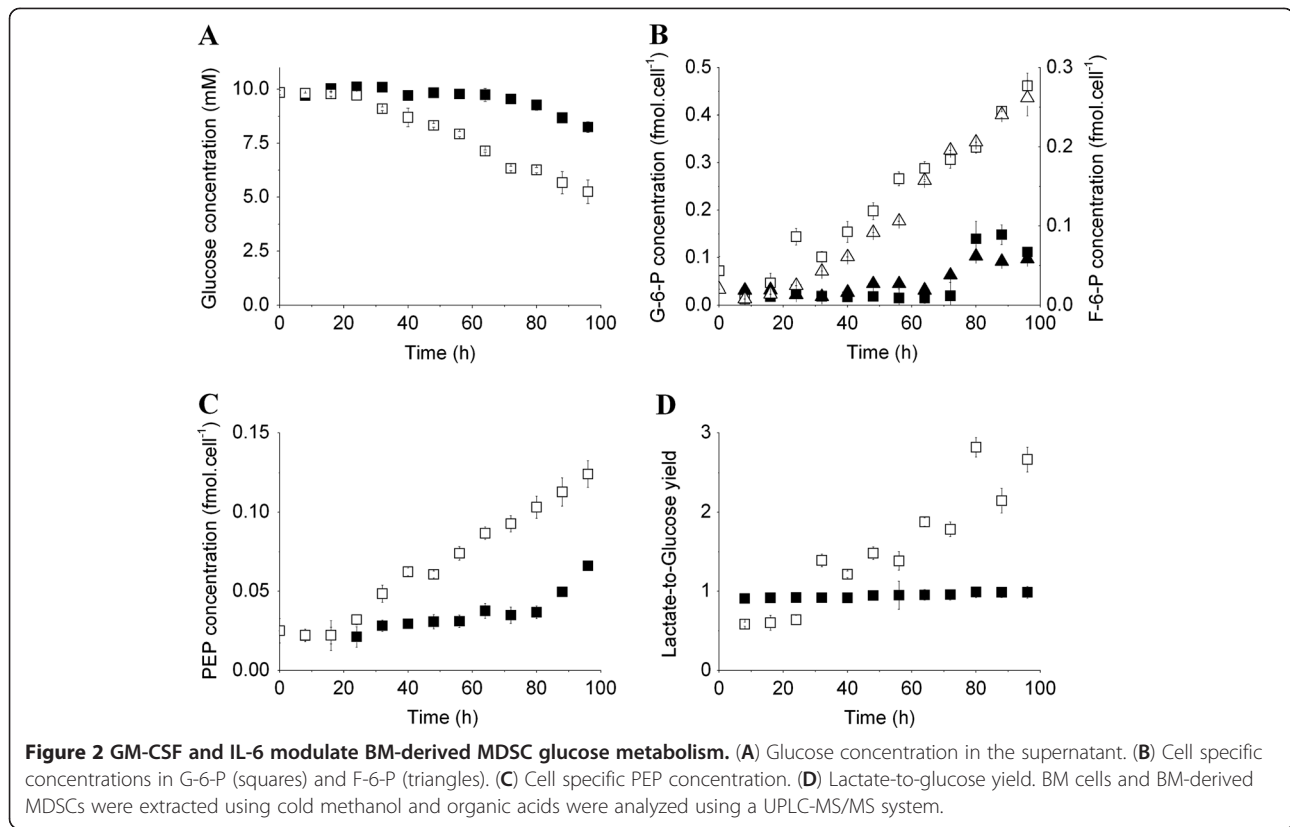 A
Glucose concentration (mM)
10.0
7.5
5.0
2.5
0.0
0 20 40 60 80 100
Time (h)
B
G-6-P concentration (fmol.cell-1)
0.5
0.4
0.3
0.2
0.1
0.0
0.3
0.2
0.1
0.0
F-6-P concentration (fmol.cell-1)
0 20 40 60 80 100
Time (h)
C
PEP concentration (fmol.cell-1)
0.15
0.10
0.05
0.00
0 20 40 60 80 100
Time (h)
D
Lactate-to-Glucose yield
3
2
1
0
0 20 40 60 80 100
Time (h)
Figure 2 GM-CSF and IL-6 modulate BM-derived MDSC glucose metabolism. (A) Glucose concentration in the supernatant. (B) Cell specific
concentrations in G-6-P (squares) and F-6-P (triangles). (C) Cell specific PEP concentration. (D) Lactate-to-glucose yield. BM cells and BM-derived
MDSCs were extracted using cold methanol and organic acids were analyzed using a UPLC-MS/MS system.